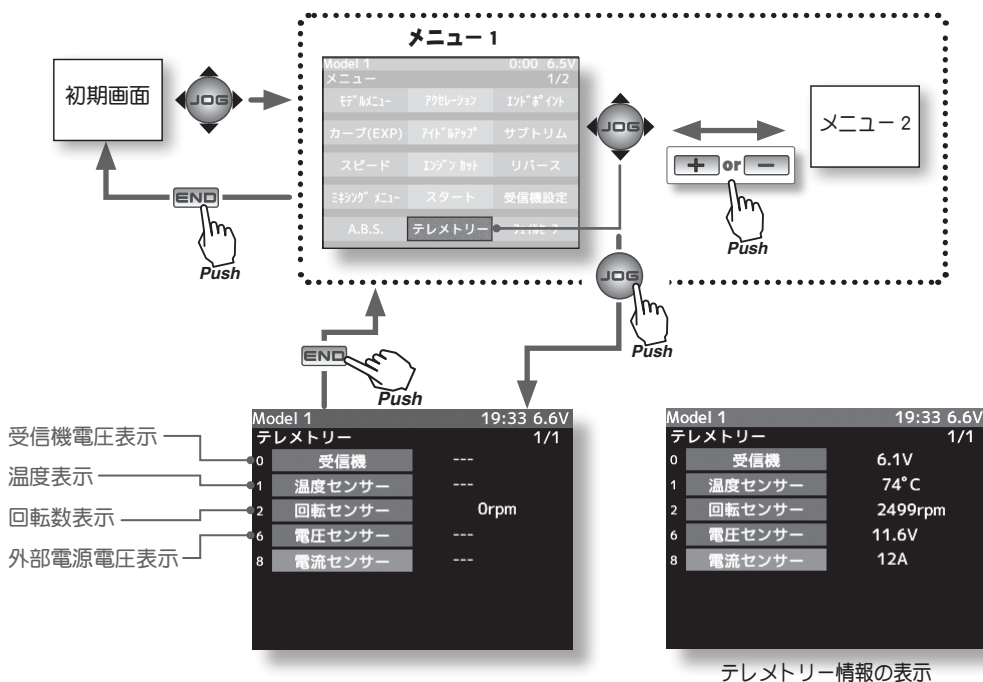 メニュー 1
初期画面
JOG
END
Push
Model 1 0:00 6.5V
メニュー 1/2
ﾓﾃﾞﾙﾒﾆｭｰ ｱｸｾﾚｰｼｮﾝ ｴﾝﾄﾞﾎﾟｲﾝﾄ
カーブ(EXP) ｱｲﾄﾞﾙｱｯﾌﾟ サブトリム
スピード ｴﾝｼﾞﾝ ｶｯﾄ リバース
ﾐｷｼﾝｸﾞ ﾒﾆｭｰ スタート 受信機設定
A.B.S. テレメトリー ﾌｪｲﾙｾｰﾌ
JOG
+ or −
Push
メニュー 2
JOG
Push
END
Push
受信機電圧表示
温度表示
回転数表示
外部電源電圧表示
Model 1 19:33 6.6V
テレメトリー 1/1
0 受信機 ---
1 温度センサー ---
2 回転センサー 0rpm
6 電圧センサー ---
8 電流センサー ---
Model 1 19:33 6.6V
テレメトリー 1/1
0 受信機 6.1V
1 温度センサー 74°C
2 回転センサー 2499rpm
6 電圧センサー 11.6V
8 電流センサー 12A
テレメトリー情報の表示